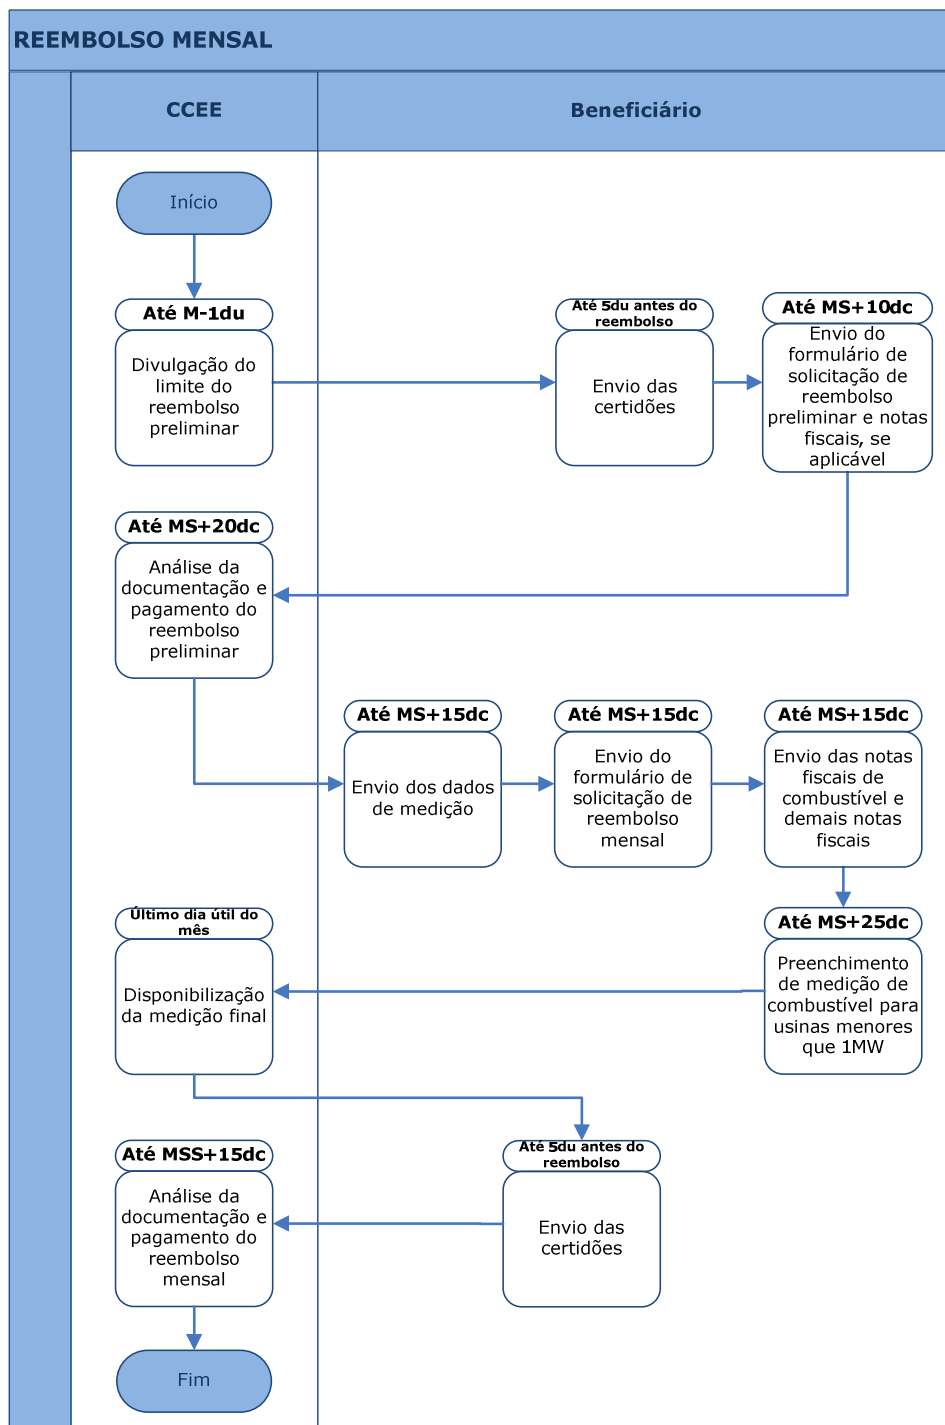 REEMBOLSO MENSAL
CCEE
Beneficiário
Início
Até M-1du
Divulgação do
limite do
reembolso
preliminar
Até 5du antes do
reembolso
Envio das
certidões
Até MS+10dc
Envio do
formulário de
solicitação de
reembolso
preliminar e notas
fiscais, se
aplicável
Até MS+20dc
Análise da
documentação e
pagamento do
reembolso
preliminar
Até MS+15dc
Envio dos dados
de medição
Até MS+15dc
Envio do
formulário de
solicitação de
reembolso
mensal
Até MS+15dc
Envio das notas
fiscais de
combustível e
demais notas
fiscais
Até MS+25dc
Preenchimento
de medição de
combustível para
usinas menores
que 1MW
Último dia útil do
mês
Disponibilização
da medição final
Até 5du antes do
reembolso
Envio das
certidões
Até MSS+15dc
Análise da
documentação e
pagamento do
reembolso
mensal
Fim